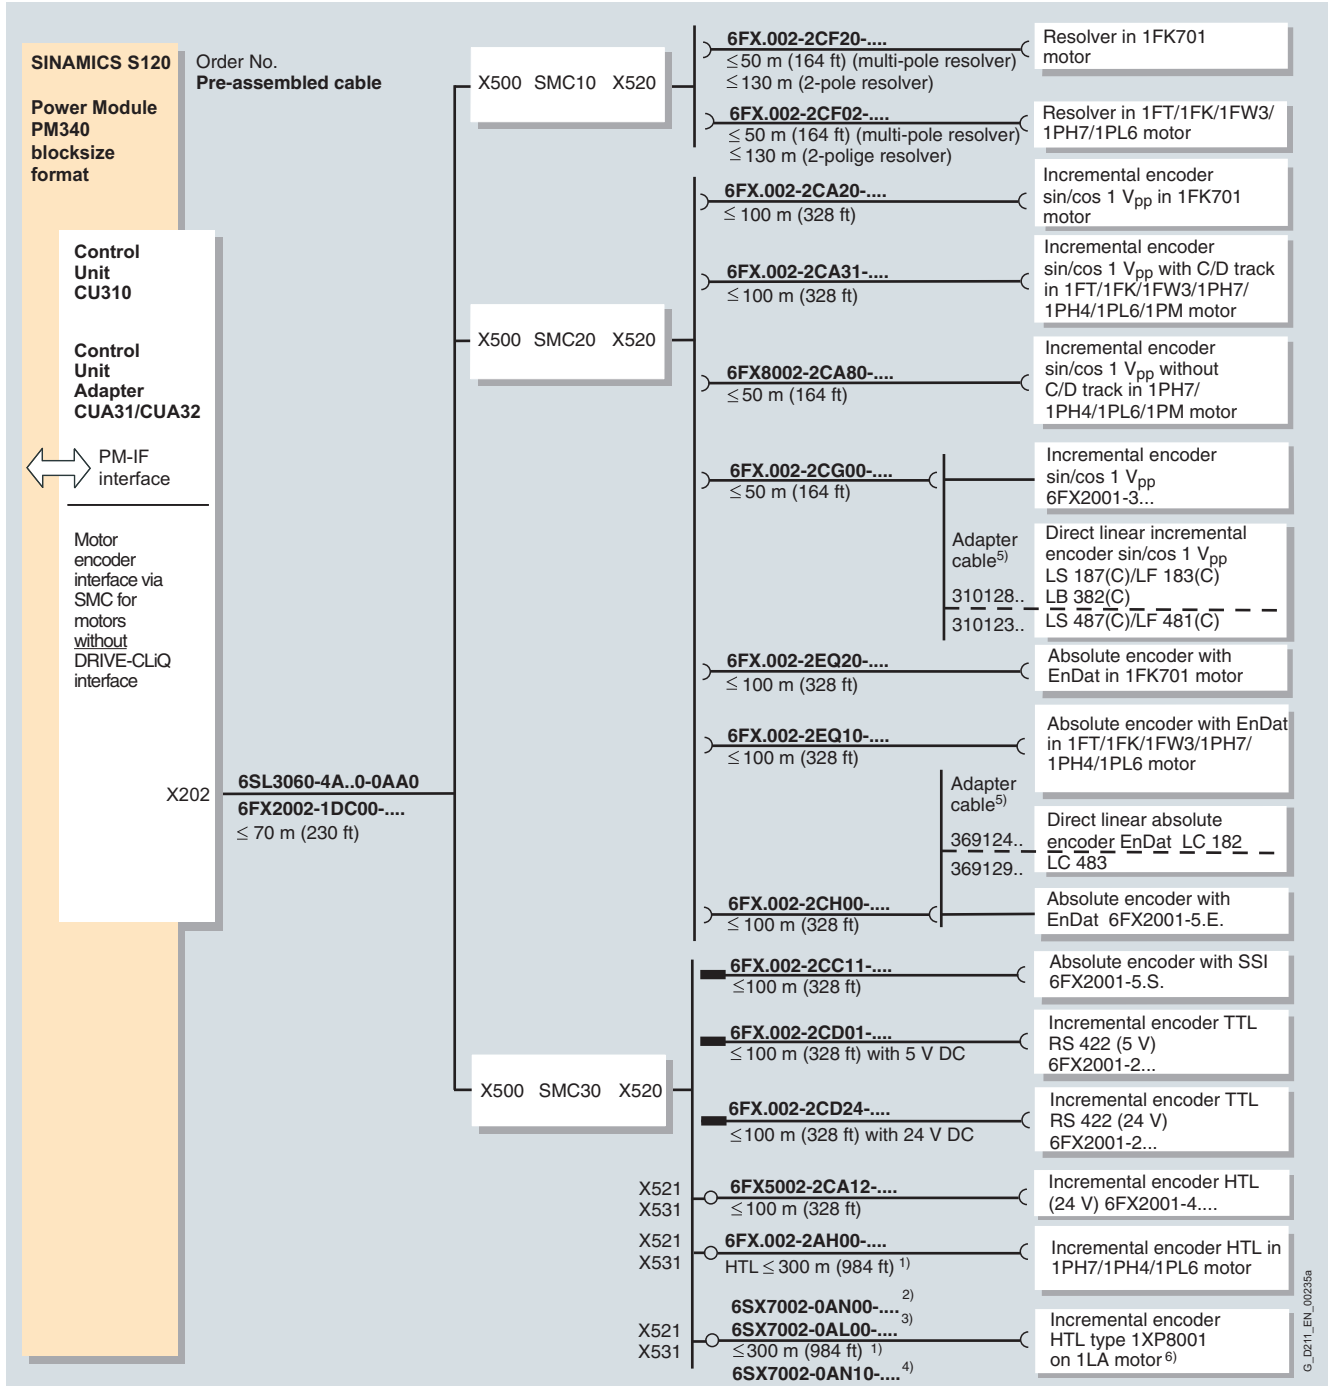 SINAMICS S120
Power Module
PM340
blocksize
format
Order No.
Pre-assembled cable
Control
Unit
CU310
Control
Unit
Adapter
CUA31/CUA32
PM-IF
interface
Motor
encoder
interface via
SMC for
motors
without
DRIVE-CLiQ
interface
X202
6SL3060-4A..0-0AA0
6FX2002-1DC00-....
≤ 70 m (230 ft)
X500 SMC10 X520
6FX.002-2CF20-....
≤ 50 m (164 ft) (multi-pole resolver)
≤ 130 m (2-pole resolver)
Resolver in 1FK701
motor
6FX.002-2CF02-....
≤ 50 m (164 ft) (multi-pole resolver)
≤ 130 m (2-polige resolver)
Resolver in 1FT/1FK/1FW3/
1PH7/1PL6 motor
X500 SMC20 X520
6FX.002-2CA20-....
≤ 100 m (328 ft)
Incremental encoder
sin/cos 1 Vpp in 1FK701
motor
6FX.002-2CA31-....
≤ 100 m (328 ft)
Incremental encoder
sin/cos 1 Vpp with C/D track
in 1FT/1FK/1FW3/1PH7/
1PH4/1PL6/1PM motor
6FX8002-2CA80-....
≤ 50 m (164 ft)
Incremental encoder
sin/cos 1 Vpp without
C/D track in 1PH7/
1PH4/1PL6/1PM motor
6FX.002-2CG00-....
≤ 50 m (164 ft)
Incremental encoder
sin/cos 1 Vpp
6FX2001-3...
Adapter
cable5)
310128..
310123..
Direct linear incremental
encoder sin/cos 1 Vpp
LS 187(C)/LF 183(C)
LB 382(C)
LS 487(C)/LF 481(C)
6FX.002-2EQ20-....
≤ 100 m (328 ft)
Absolute encoder with
EnDat in 1FK701 motor
6FX.002-2EQ10-....
≤ 100 m (328 ft)
Absolute encoder with EnDat
in 1FT/1FK/1FW3/1PH7/
1PH4/1PL6 motor
Adapter
cable5)
369124..
369129..
Direct linear absolute
encoder EnDat LC 182
LC 483
6FX.002-2CH00-....
≤ 100 m (328 ft)
Absolute encoder with
EnDat 6FX2001-5.E.
X500 SMC30 X520
6FX.002-2CC11-....
≤100 m (328 ft)
Absolute encoder with SSI
6FX2001-5.S.
6FX.002-2CD01-....
≤ 100 m (328 ft) with 5 V DC
Incremental encoder TTL
RS 422 (5 V)
6FX2001-2...
6FX.002-2CD24-....
≤100 m (328 ft) with 24 V DC
Incremental encoder TTL
RS 422 (24 V)
6FX2001-2...
X521
X531
6FX5002-2CA12-....
≤ 100 m (328 ft)
Incremental encoder HTL
(24 V) 6FX2001-4....
X521
X531
6FX.002-2AH00-....
HTL ≤ 300 m (984 ft) 1)
Incremental encoder HTL in
1PH7/1PH4/1PL6 motor
X521
X531
6SX7002-0AN00-.... 2)
6SX7002-0AL00-.... 3)
≤300 m (984 ft) 1)
6SX7002-0AN10-.... 4)
Incremental encoder
HTL type 1XP8001
on 1LA motor 6)
G_D211_EN_00235a